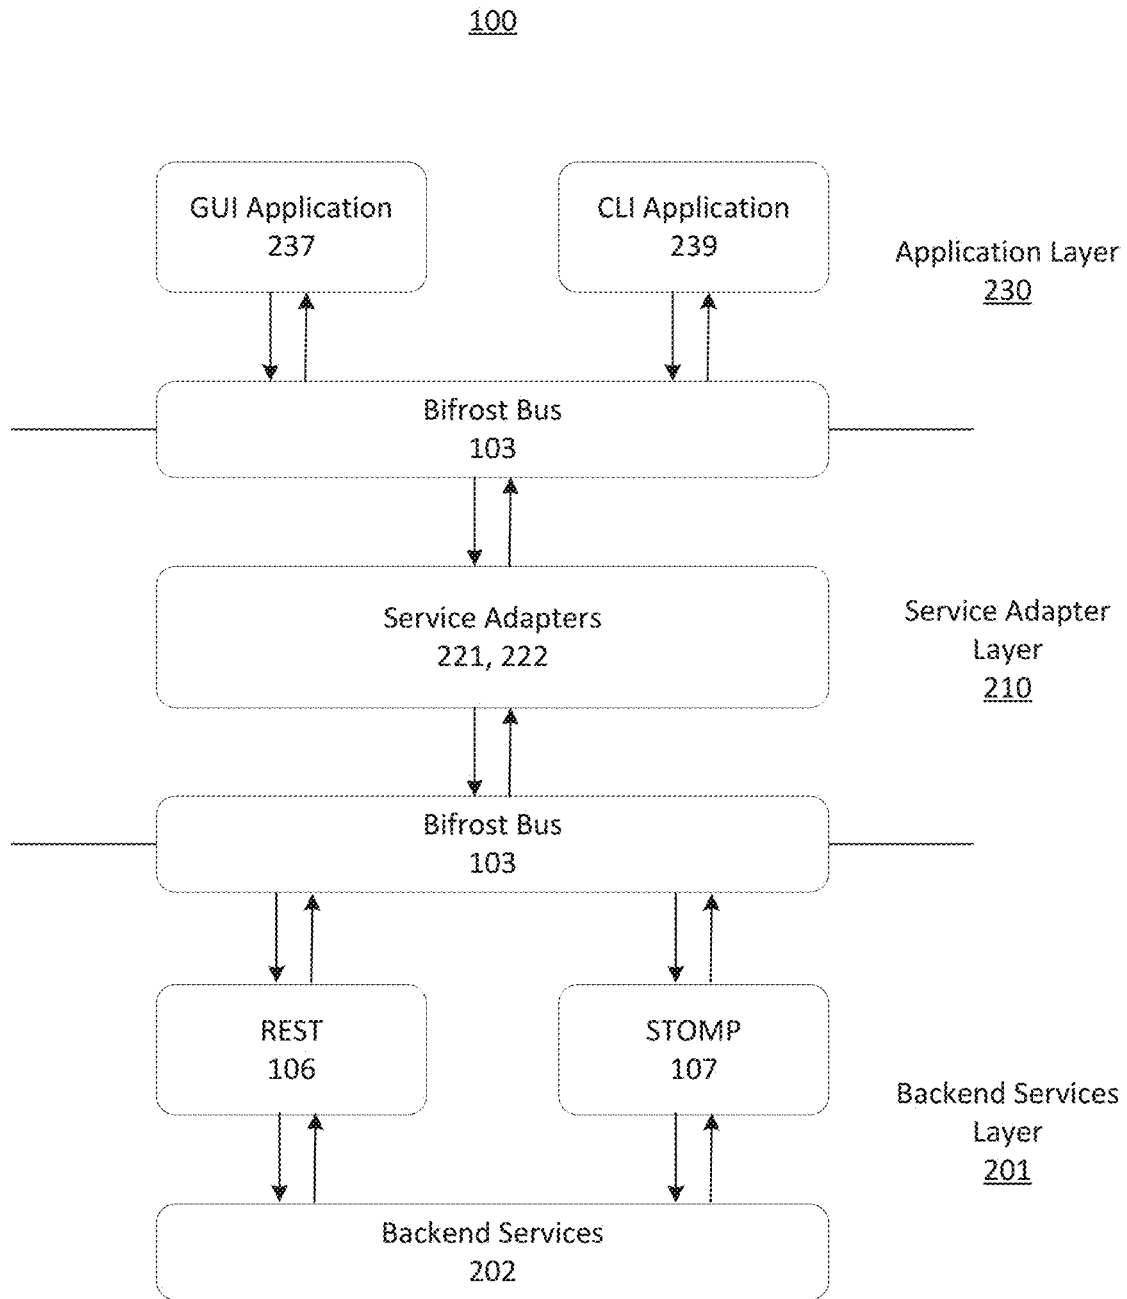 100
GUI Application
237
CLI Application
239
Application Layer
230
Bifrost Bus
103
Service Adapters
221, 222
Service Adapter
Layer
210
Bifrost Bus
103
REST
106
STOMP
107
Backend Services
Layer
201
Backend Services
202